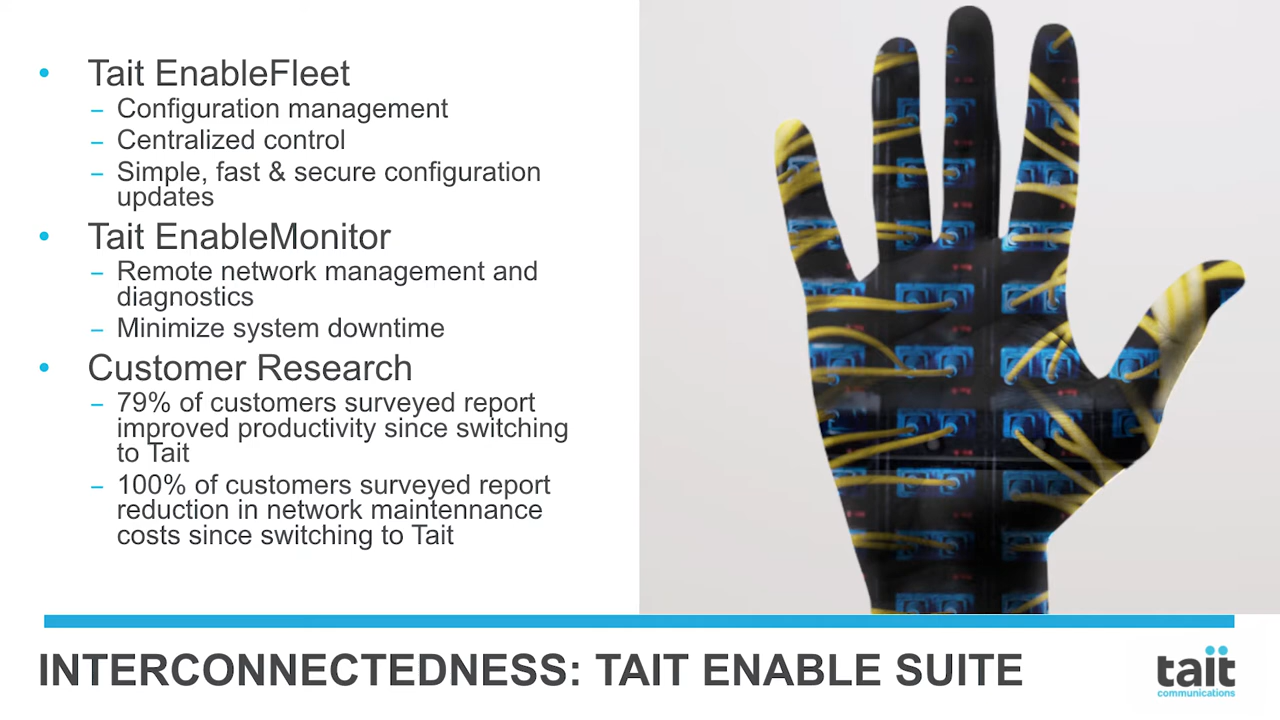 • Tait EnableFleet
– Configuration management
– Centralized control
– Simple, fast & secure configuration
updates
• Tait EnableMonitor
– Remote network management and
diagnostics
– Minimize system downtime
• Customer Research
– 79% of customers surveyed report
improved productivity since switching
to Tait
– 100% of customers surveyed report
reduction in network maintennance
costs since switching to Tait
INTERCONNECTEDNESS: TAIT ENABLE SUITE
tait
communications